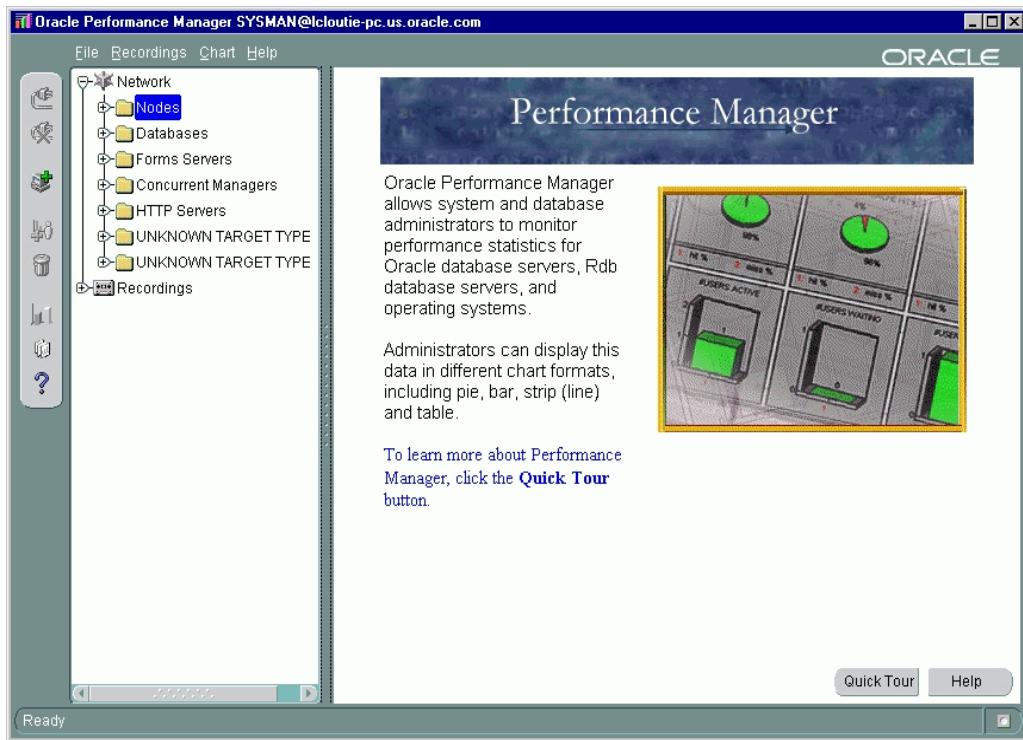 Oracle Performance Manager SYSMAN@lcloutie-pc.us.oracle.com
File Recordings Chart Help
ORACLE
Network
Nodes
Databases
Forms Servers
Concurrent Managers
HTTP Servers
UNKNOWN TARGET TYPE
UNKNOWN TARGET TYPE
Recordings
Performance Manager
Oracle Performance Manager
allows system and database
administrators to monitor
performance statistics for
Oracle database servers, Rdb
database servers, and
operating systems.
Administrators can display this
data in different chart formats,
including pie, bar, strip (line)
and table.
To learn more about Performance
Manager, click the Quick Tour
button.
#USERS ACTIVE
#USERS WAITING
Quick Tour
Help
Ready